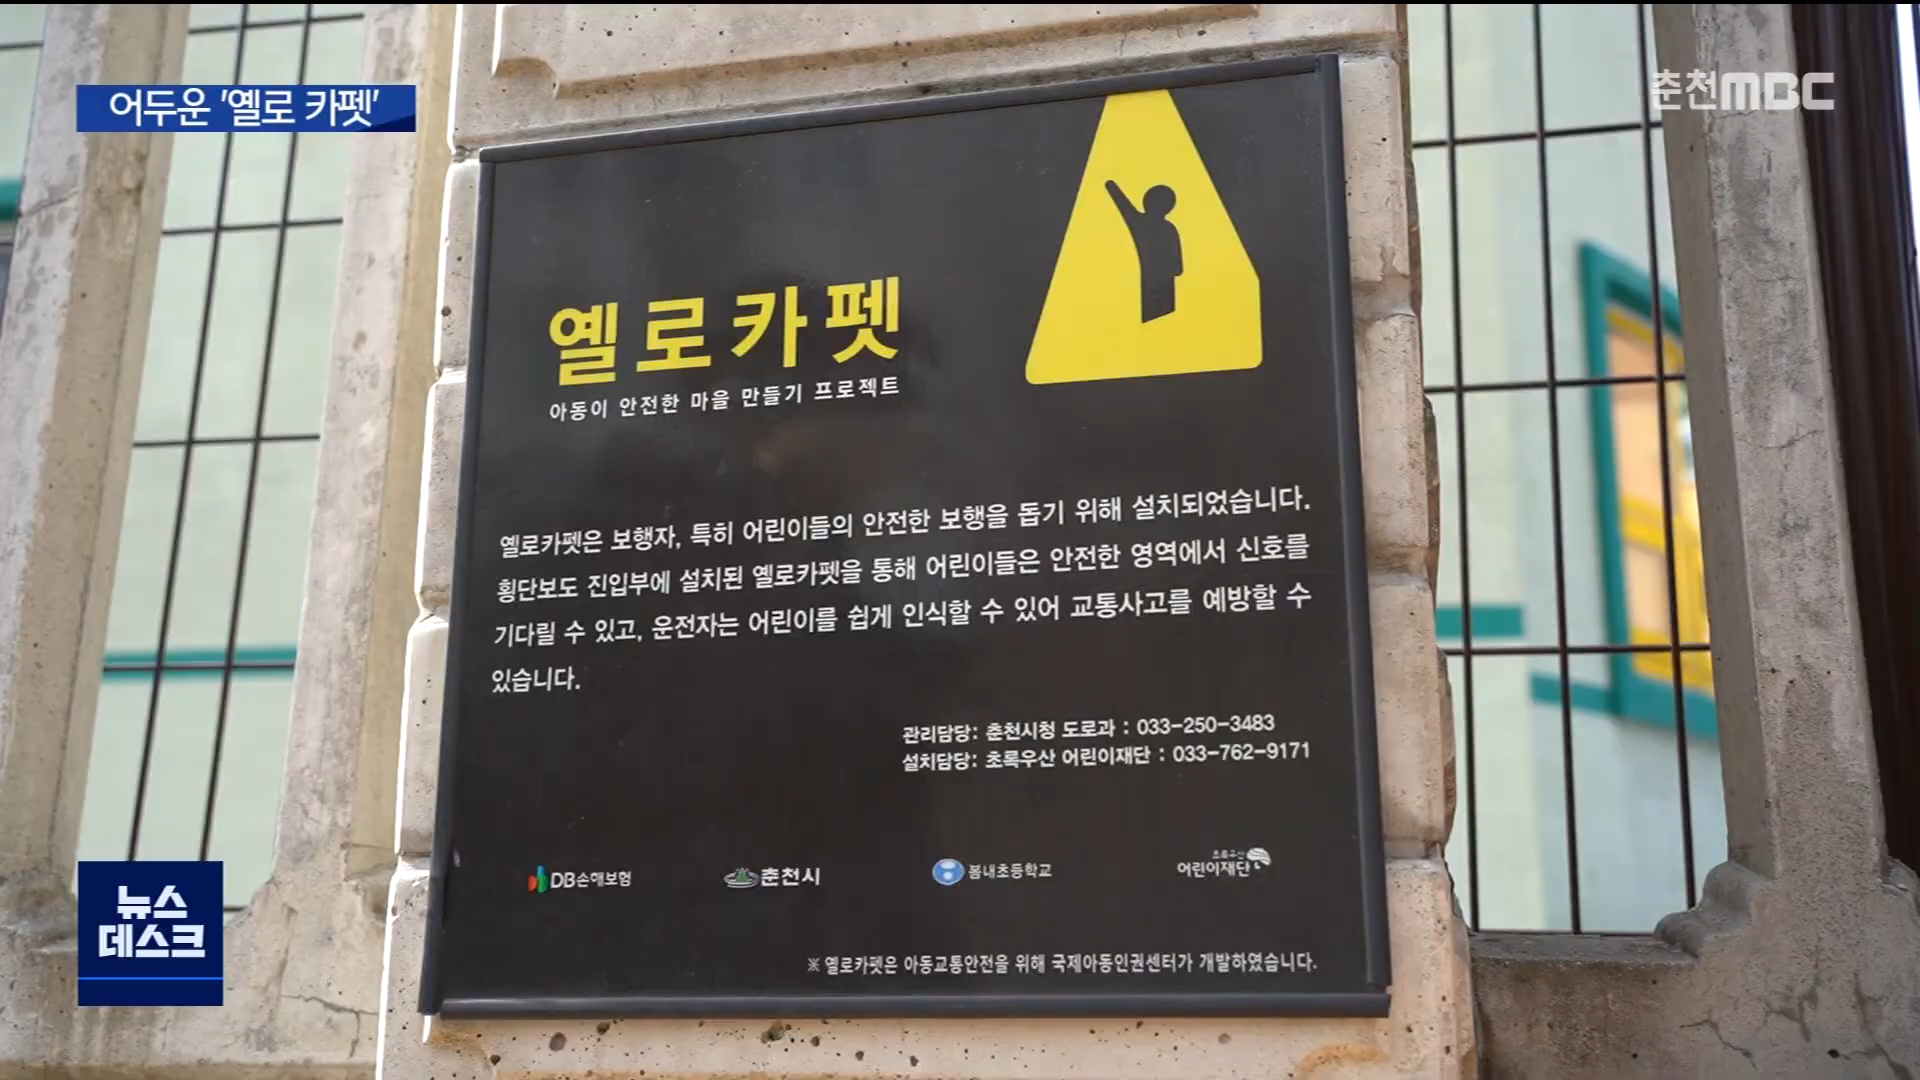 어두운 '옐로 카펫'
춘천MBC
옐로카펫
아동이 안전한 마을 만들기 프로젝트
옐로카펫은 보행자, 특히 어린이들의 안전한 보행을 돕기 위해 설치되었습니다.
횡단보도 진입부에 설치된 옐로카펫을 통해 어린이들은 안전한 영역에서 신호를
기다릴 수 있고, 운전자는 어린이를 쉽게 인식할 수 있어 교통사고를 예방할 수
있습니다.
관리담당: 춘천시청 도로과 : 033-250-3483
설치담당: 초록우산 어린이재단 : 033-762-9171
DB손해보험
춘천시
봄내초등학교
초록우산
어린이재단
※ 옐로카펫은 아동교통안전을 위해 국제아동인권센터가 개발하였습니다.
뉴스
데스크